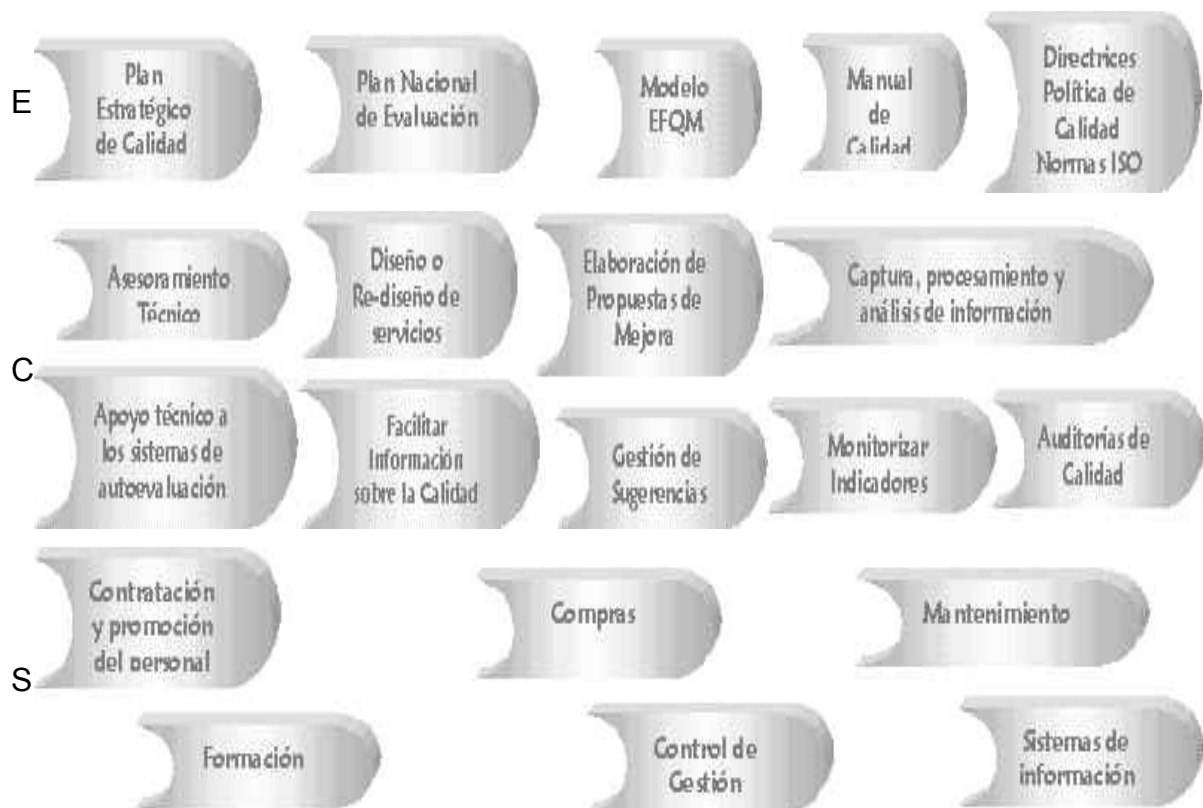 E
Plan
Estratégico
de Calidad
Plan Nacional
de Evaluación
Modelo
EFQM
Manual
de
Calidad
Directrices
Política de
Calidad
Normas ISO
C
Asesoramiento
Técnico
Diseño o
Re-diseño de
servicios
Elaboración de
Propuestas de
Mejora
Captura, procesamiento y
análisis de información
Apoyo técnico a
los sistemas de
autoevaluación
Facilitar
Información
sobre la Calidad
Gestión de
Sugerencias
Monitorizar
Indicadores
Auditorías de
Calidad
S
Contratación
y promoción
del personal
Compras
Mantenimiento
Formación
Control de
Gestión
Sistemas de
información